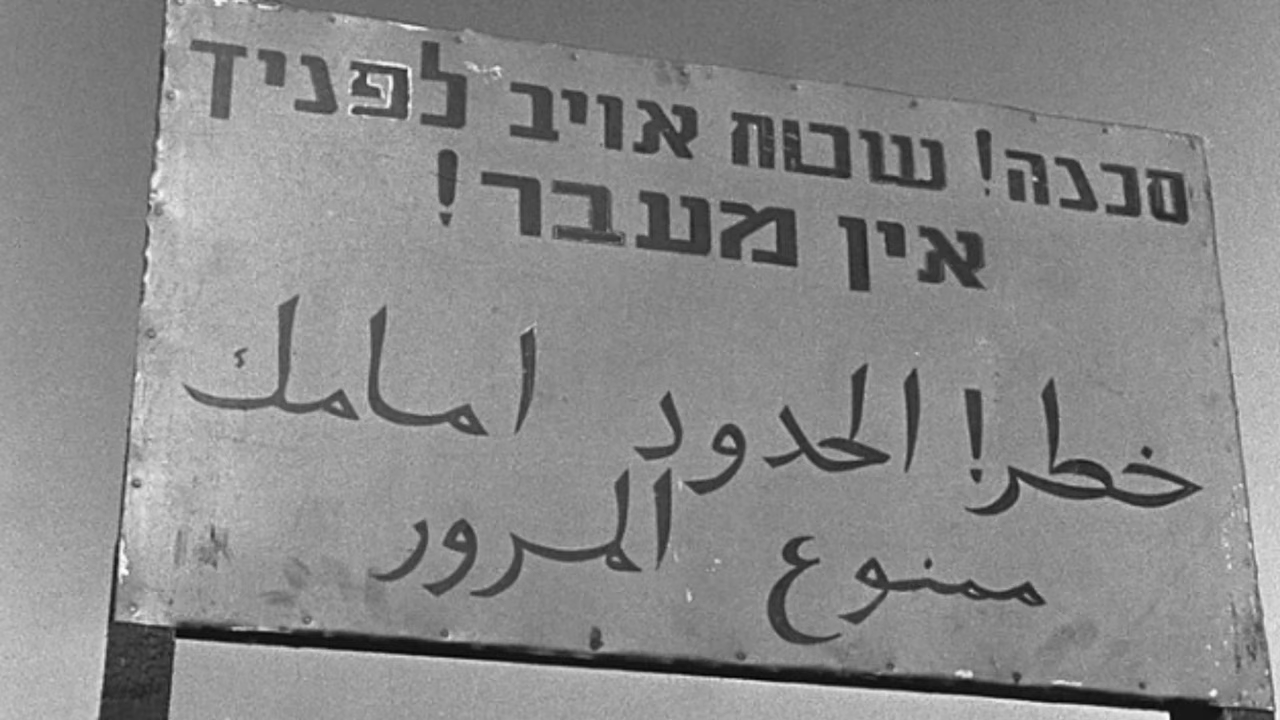 סכנה! שטח אויב לפניך
אין מעבר!
خطر! الحدود امامك
ممنوع المرور